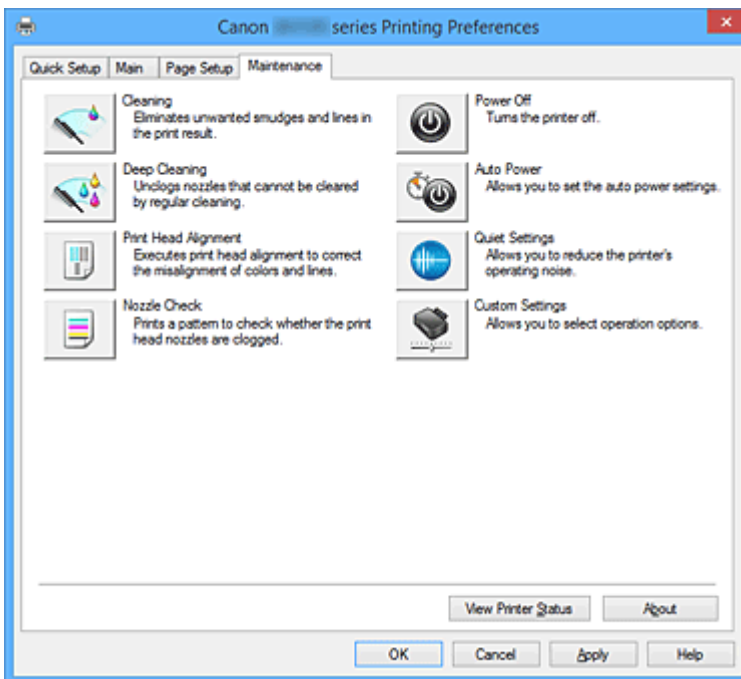 Canon series Printing Preferences
Quick Setup Main Page Setup Maintenance
Cleaning
Eliminates unwanted smudges and lines in
the print result.
Power Off
Turns the printer off.
Deep Cleaning
Unclogs nozzles that cannot be cleared
by regular cleaning.
Auto Power
Allows you to set the auto power settings.
Print Head Alignment
Executes print head alignment to correct
the misalignment of colors and lines.
Quiet Settings
Allows you to reduce the printer's
operating noise.
Nozzle Check
Prints a pattern to check whether the print
head nozzles are clogged.
Custom Settings
Allows you to select operation options.
View Printer Status About
OK Cancel Apply Help